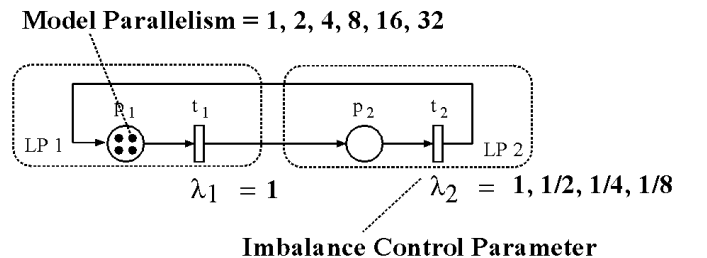 Model Parallelism = 1, 2, 4, 8, 16, 32
p1 t1 p2 t2
LP 1 LP 2
λ1 = 1 λ2 = 1, 1/2, 1/4, 1/8
Imbalance Control Parameter